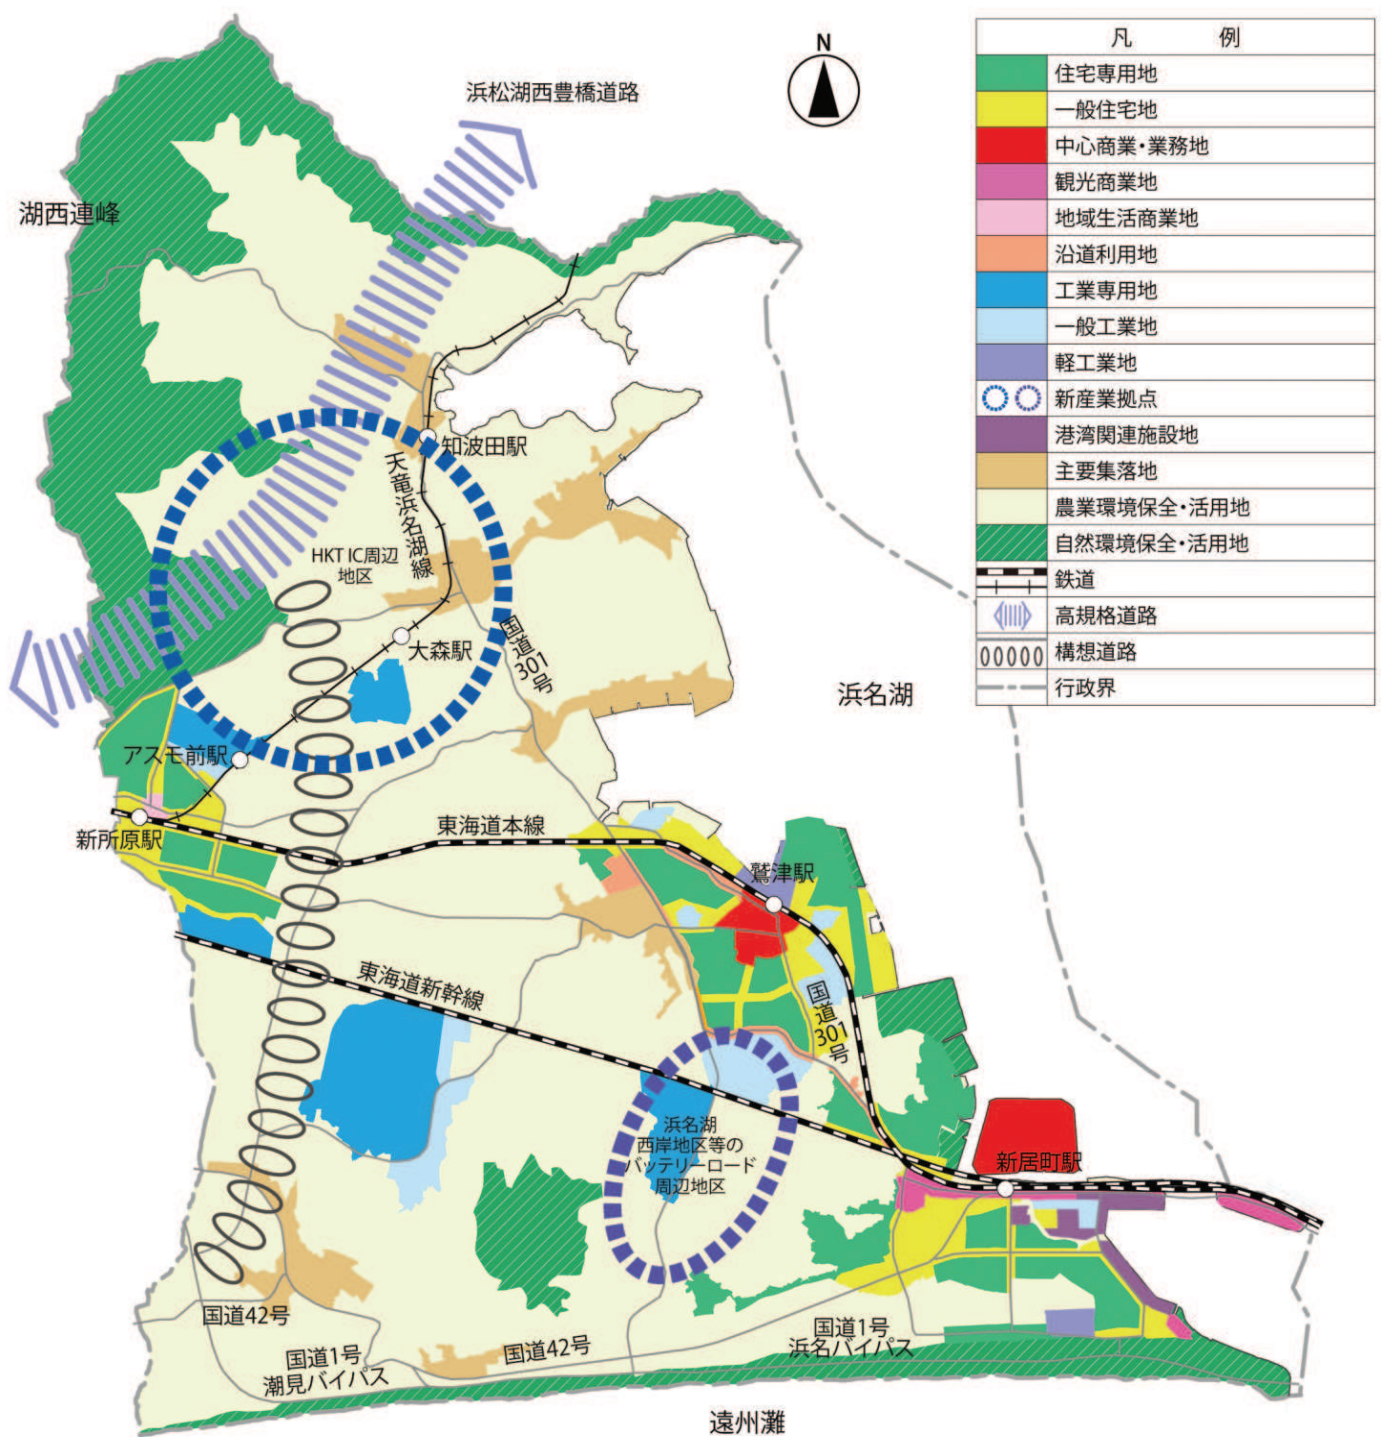 N
凡 例
住宅専用地
一般住宅地
中心商業・業務地
観光商業地
地域生活商業地
沿道利用地
工業専用地
一般工業地
軽工業地
新産業拠点
港湾関連施設地
主要集落地
農業環境保全・活用地
自然環境保全・活用地
鉄道
高規格道路
構想道路
行政界
浜松湖西豊橋道路
湖西連峰
知波田駅
天竜浜名湖線
HKT IC周辺
地区
大森駅
国道301号
浜名湖
アスモ前駅
新所原駅
東海道本線
鷲津駅
東海道新幹線
国道301号
浜名湖
西岸地区等の
バッテリーロード
周辺地区
新居町駅
国道42号
国道1号
潮見バイパス
国道42号
国道1号
浜名バイパス
遠州灘